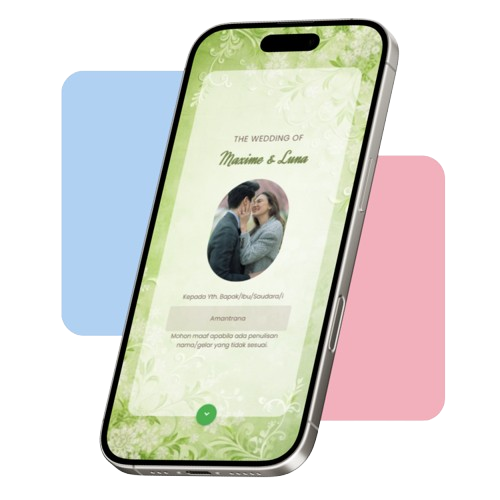 THE WEDDING OF
Maxime & Luna
Kepada Yth. Bapak/Ibu/Saudara/i
Amantrana
Mohon maaf apabila ada penulisan
nama/gelar yang tidak sesuai.